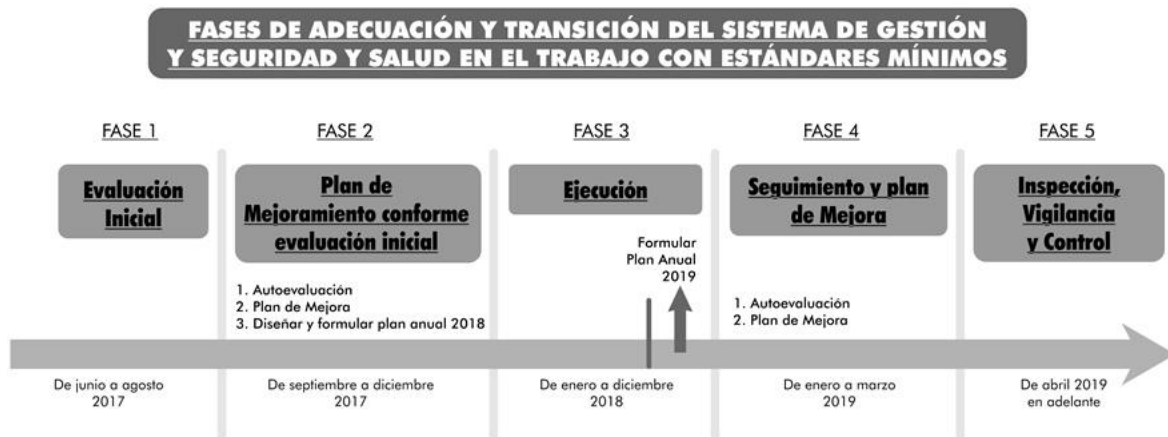 FASES DE ADECUACIÓN Y TRANSICIÓN DEL SISTEMA DE GESTIÓN
Y SEGURIDAD Y SALUD EN EL TRABAJO CON ESTÁNDARES MÍNIMOS
FASE 1
Evaluación
Inicial
De junio a agosto
2017
FASE 2
Plan de
Mejoramiento conforme
evaluación inicial
1. Autoevaluación
2. Plan de Mejora
3. Diseñar y formular plan anual 2018
De septiembre a diciembre
2017
FASE 3
Ejecución
Formular
Plan Anual
2019
De enero a diciembre
2018
FASE 4
Seguimiento y plan
de Mejora
1. Autoevaluación
2. Plan de Mejora
De enero a marzo
2019
FASE 5
Inspección,
Vigilancia
y Control
De abril 2019
en adelante